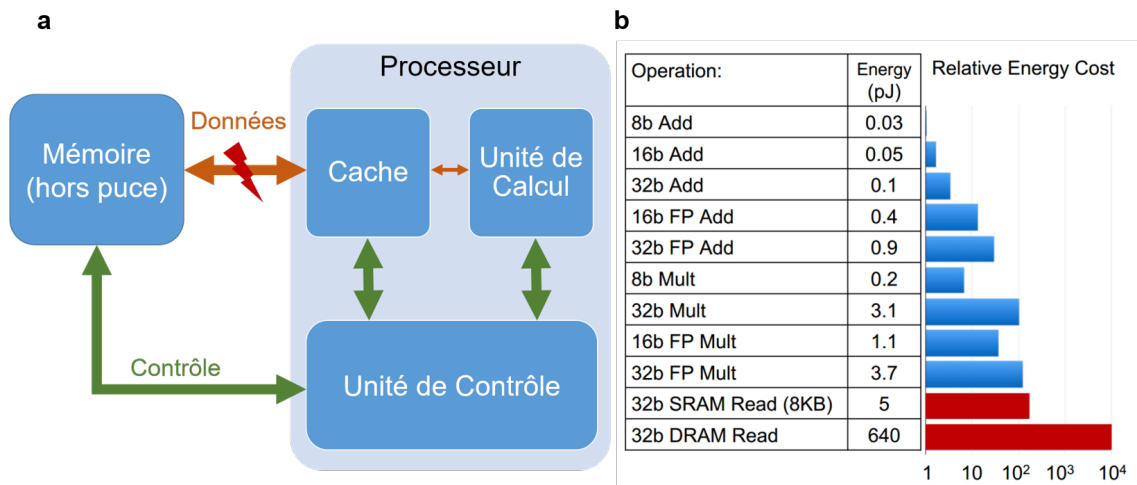 a
Processeur
Données
Mémoire
(hors puce)
Cache
Unité de
Calcul
Contrôle
Unité de Contrôle
b
Operation: Energy (pJ) Relative Energy Cost
8b Add 0.03
16b Add 0.05
32b Add 0.1
16b FP Add 0.4
32b FP Add 0.9
8b Mult 0.2
32b Mult 3.1
16b FP Mult 1.1
32b FP Mult 3.7
32b SRAM Read (8KB) 5
32b DRAM Read 640
1 10 10² 10³ 10⁴